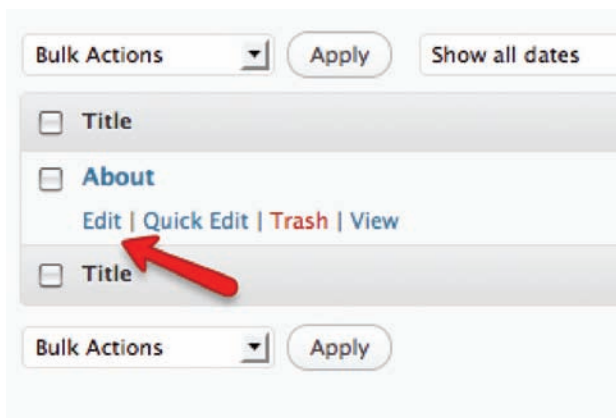 Bulk Actions Apply Show all dates
Title
About
Edit | Quick Edit | Trash | View
Title
Bulk Actions Apply